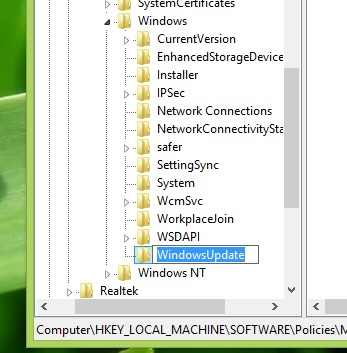 SystemCertificates
Windows
CurrentVersion
EnhancedStorageDevice
Installer
IPSec
Network Connections
NetworkConnectivitySta
safer
SettingSync
System
WcmSvc
WorkplaceJoin
WSDAPI
WindowsUpdate
Windows NT
Realtek
Computer\HKEY_LOCAL_MACHINE\SOFTWARE\Policies\M